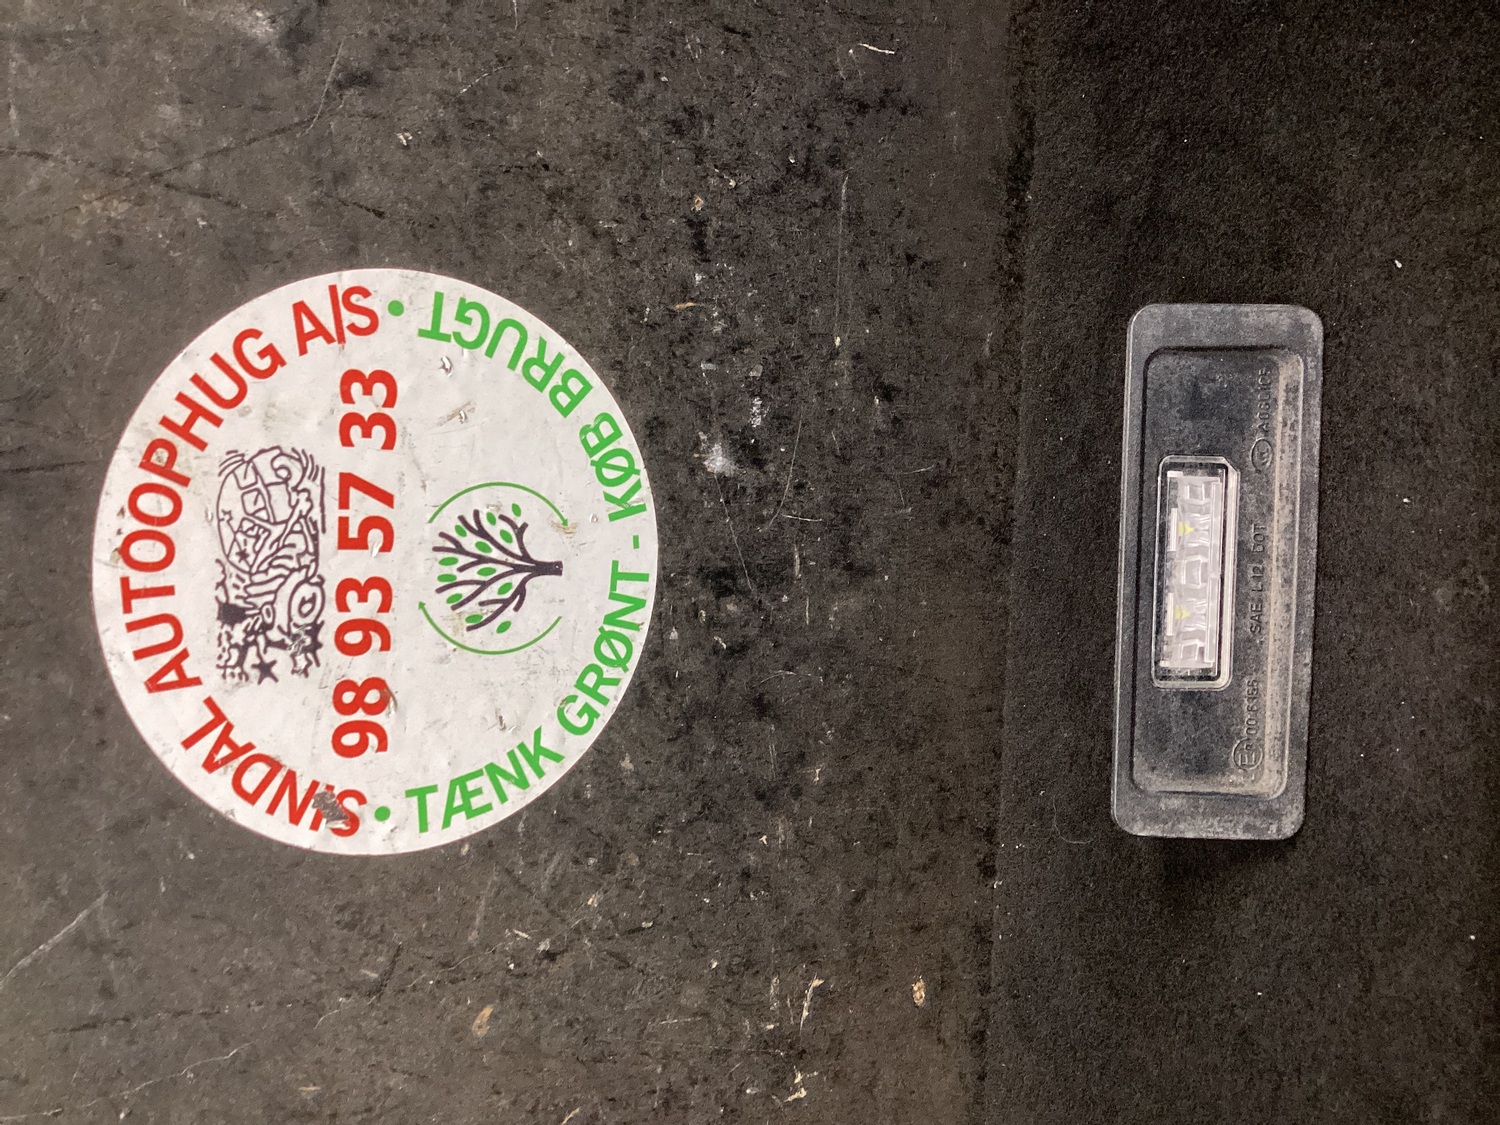 SINDAL AUTOOPHUG A/S
98 93 57 33
• TÆNK GRØNT - KØB BRUGT •
SAE L 12 DOT